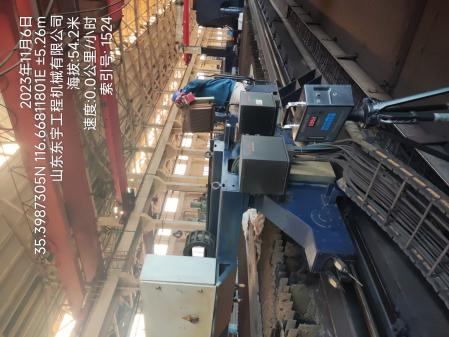 2023年11月6日
35.3987305N 116.66811801E ±5.26m
山东东宇工程机械有限公司
海拔:54.2米
速度:0.0公里/小时
索引号: 1524